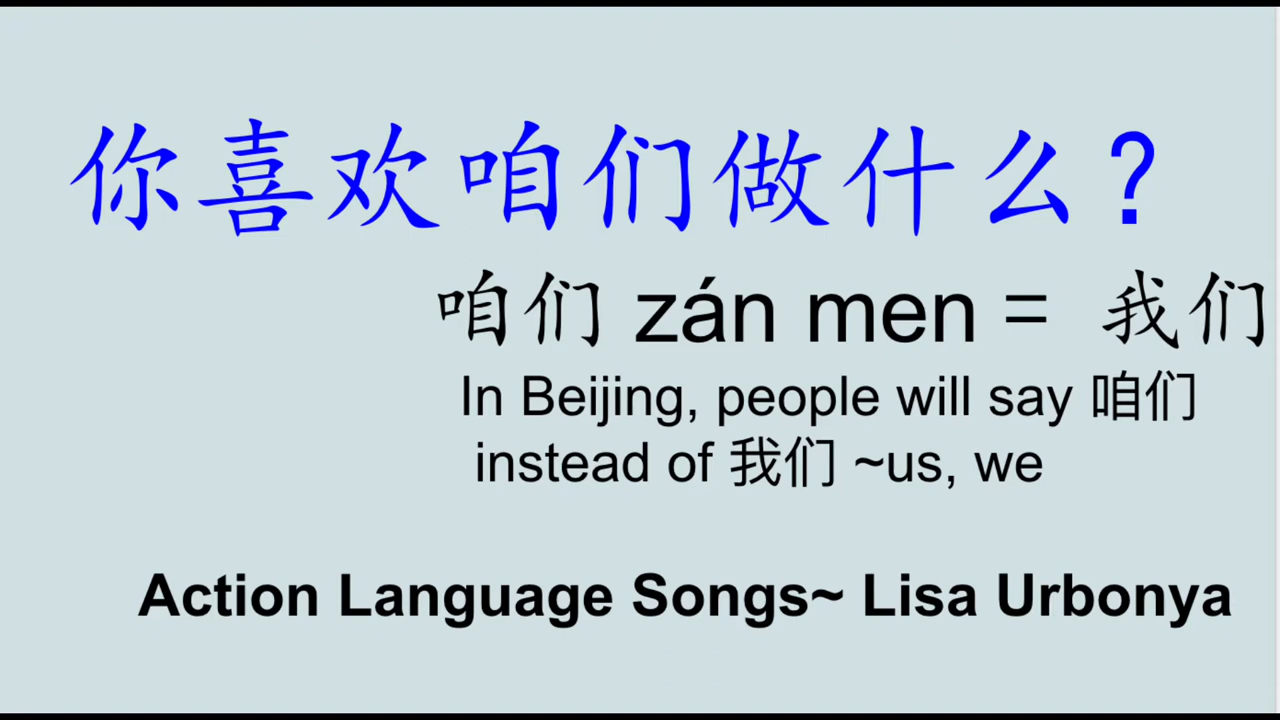 你喜欢咱们做什么?
咱们 zán men = 我们
In Beijing, people will say 咱们
instead of 我们 ~us, we
Action Language Songs~ Lisa Urbonya